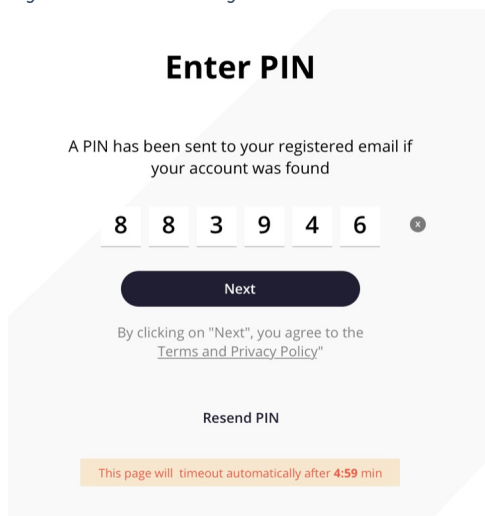 Enter PIN
A PIN has been sent to your registered email if
your account was found
8 8 3 9 4 6
x
Next
By clicking on "Next", you agree to the
Terms and Privacy Policy"
Resend PIN
This page will timeout automatically after 4:59 min